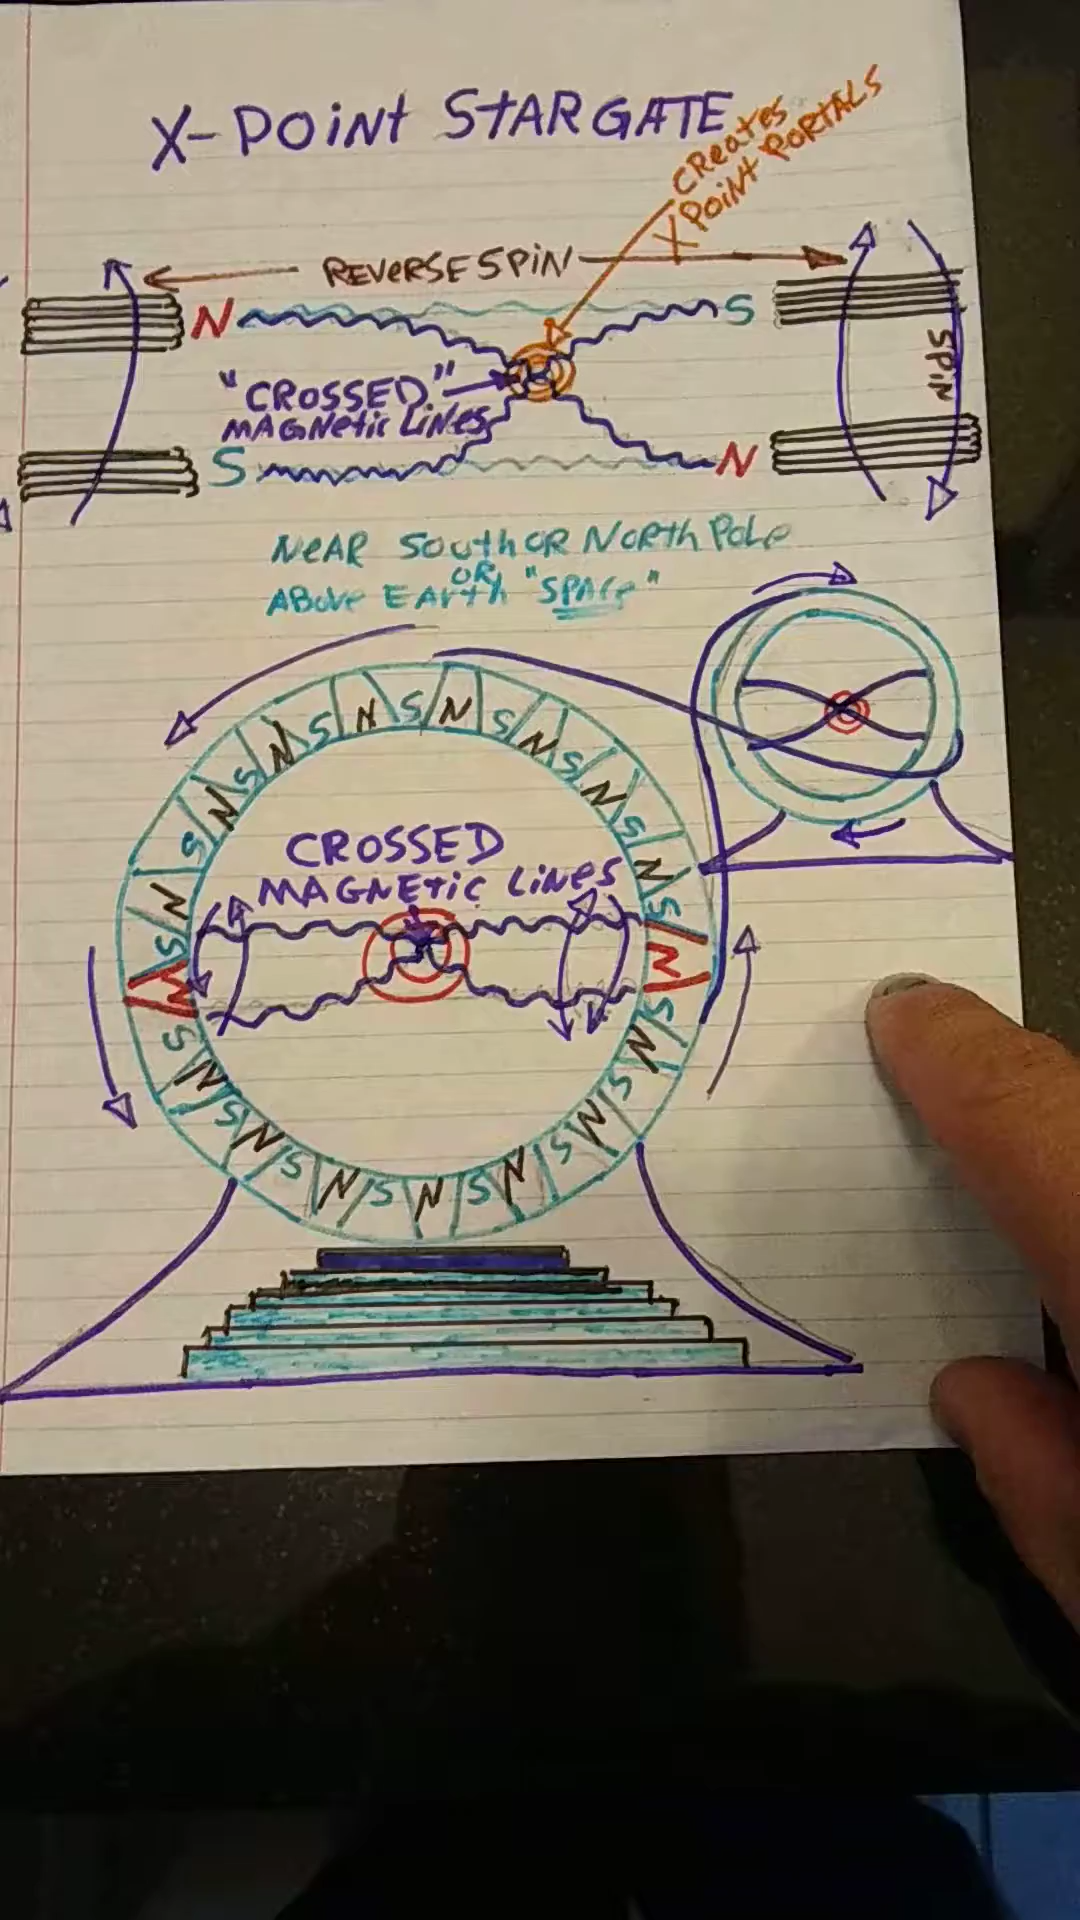 X-POINT STARGATE
CREATES
X POINT PORTALS
REVERSE SPIN
N S
"CROSSED"
MAGNETIC LINES
SPIN
S N
NEAR SOUTH OR NORTH POLE
OR
ABOVE EARTH "SPACE"
N S N S N S N S N S N S N S N S N S N S N S N S N S N S N S
CROSSED
MAGNETIC LINES